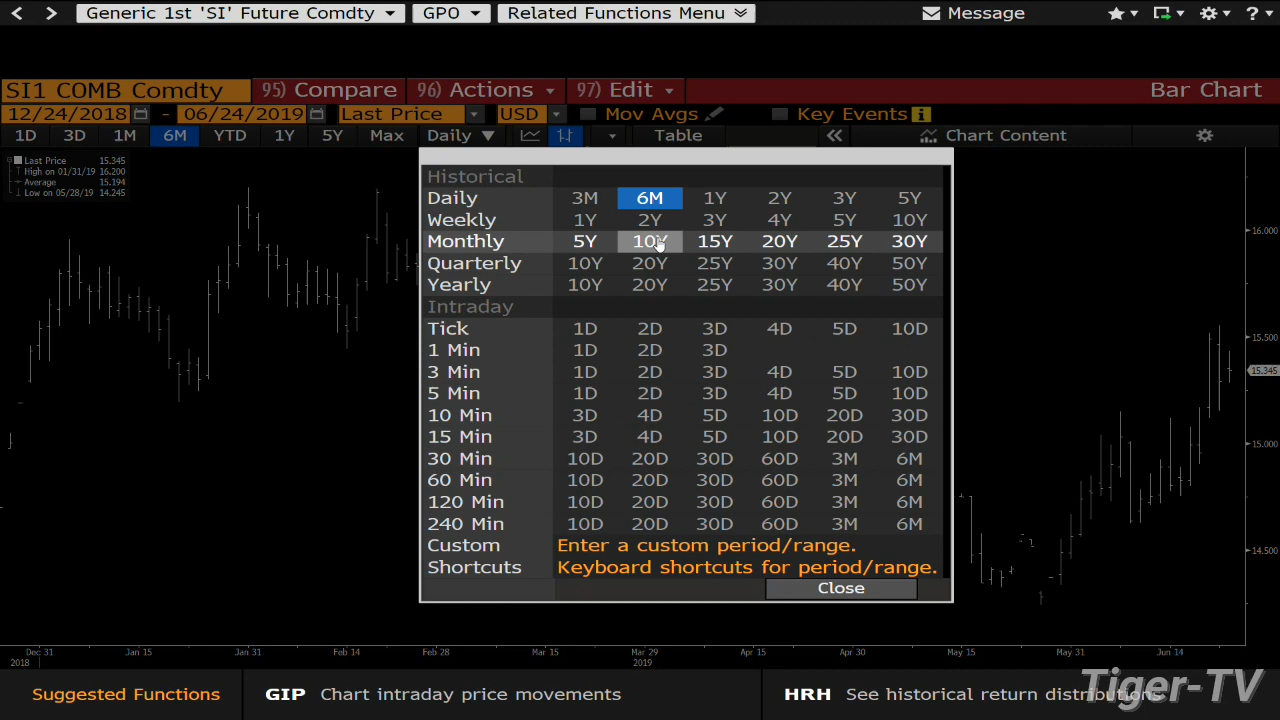 Generic 1st 'SI' Future Comdty GPO Related Functions Menu Message ?
SI1 COMB Comdty 95) Compare 96) Actions 97) Edit Bar Chart
12/24/2018 - 06/24/2019 Last Price USD Mov Avgs Key Events
1D 3D 1M 6M YTD 1Y 5Y Max Daily Table Chart Content
Last Price 15.345
High on 01/31/19 16.200
Average 15.194
Low on 05/28/19 14.245
Historical
Daily 3M 6M 1Y 2Y 3Y 5Y
Weekly 1Y 2Y 3Y 4Y 5Y 10Y
Monthly 5Y 10Y 15Y 20Y 25Y 30Y
Quarterly 10Y 20Y 25Y 30Y 40Y 50Y
Yearly 10Y 20Y 25Y 30Y 40Y 50Y
Intraday
Tick 1D 2D 3D 4D 5D 10D
1 Min 1D 2D 3D
3 Min 1D 2D 3D 4D 5D 10D
5 Min 1D 2D 3D 4D 5D 10D
10 Min 3D 4D 5D 10D 20D 30D
15 Min 3D 4D 5D 10D 20D 30D
30 Min 10D 20D 30D 60D 3M 6M
60 Min 10D 20D 30D 60D 3M 6M
120 Min 10D 20D 30D 60D 3M 6M
240 Min 10D 20D 30D 60D 3M 6M
Custom Enter a custom period/range.
Shortcuts Keyboard shortcuts for period/range.
Close
16.000
15.500
15.345
15.000
14.500
Dec 31 Jan 15 Jan 31 Feb 14 Feb 28 Mar 15 Mar 29 Apr 15 Apr 30 May 15 May 31 Jun 14
2018 2019
Suggested Functions GIP Chart intraday price movements HRH See historical return distributions
Tiger-TV